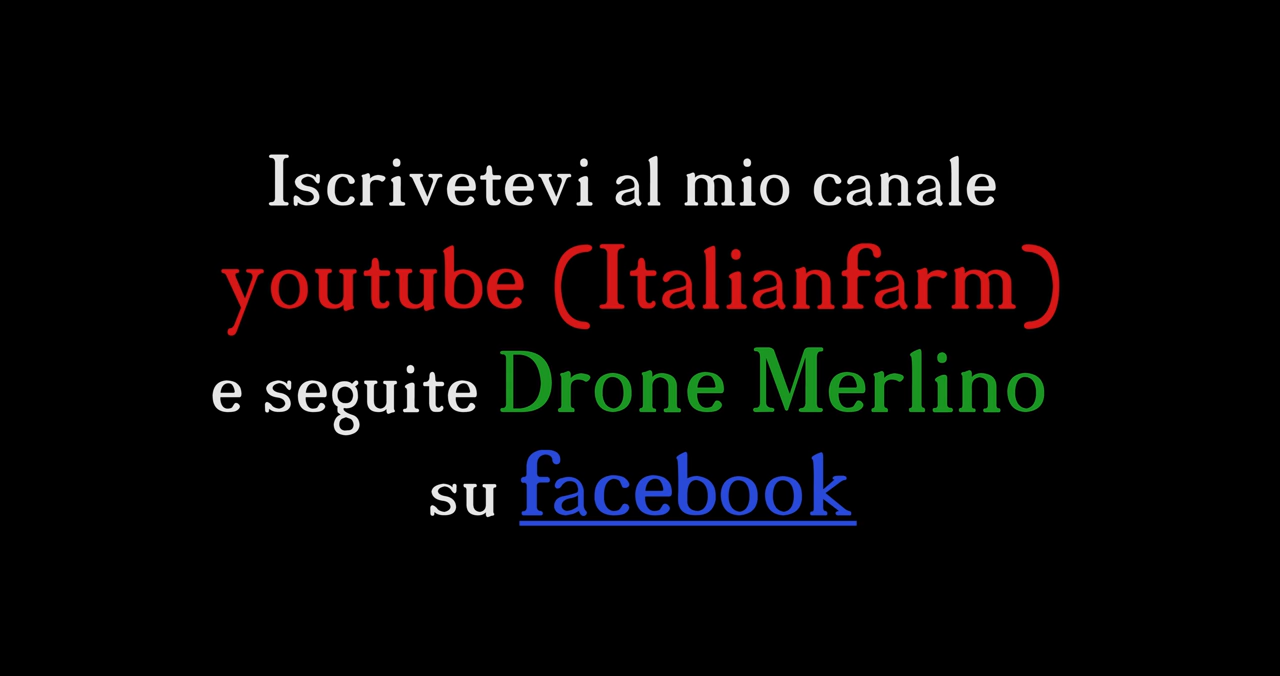 Iscrivetevi al mio canale
youtube (Italianfarm)
e seguite Drone Merlino
su facebook